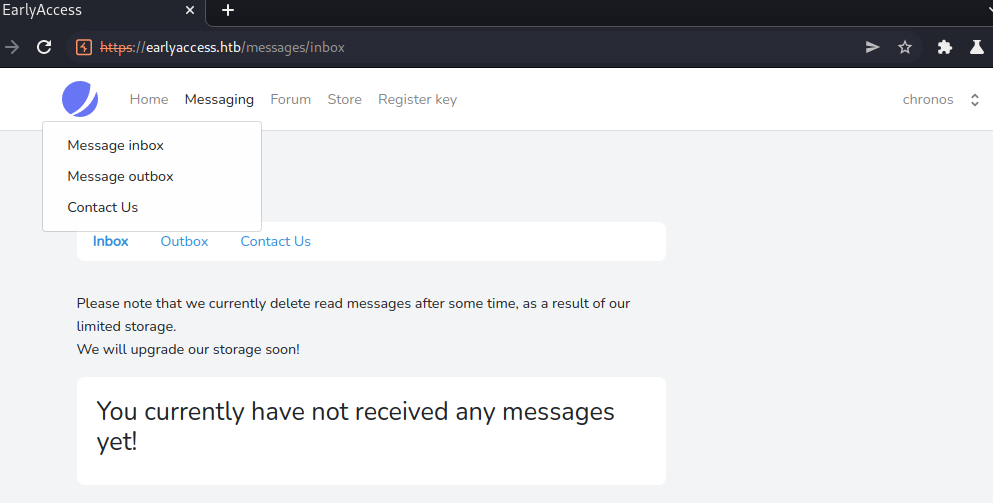 EarlyAccess
https://earlyaccess.htb/messages/inbox
Home Messaging Forum Store Register key chronos
Message inbox
Message outbox
Contact Us
Inbox Outbox Contact Us
Please note that we currently delete read messages after some time, as a result of our
limited storage.
We will upgrade our storage soon!
You currently have not received any messages
yet!